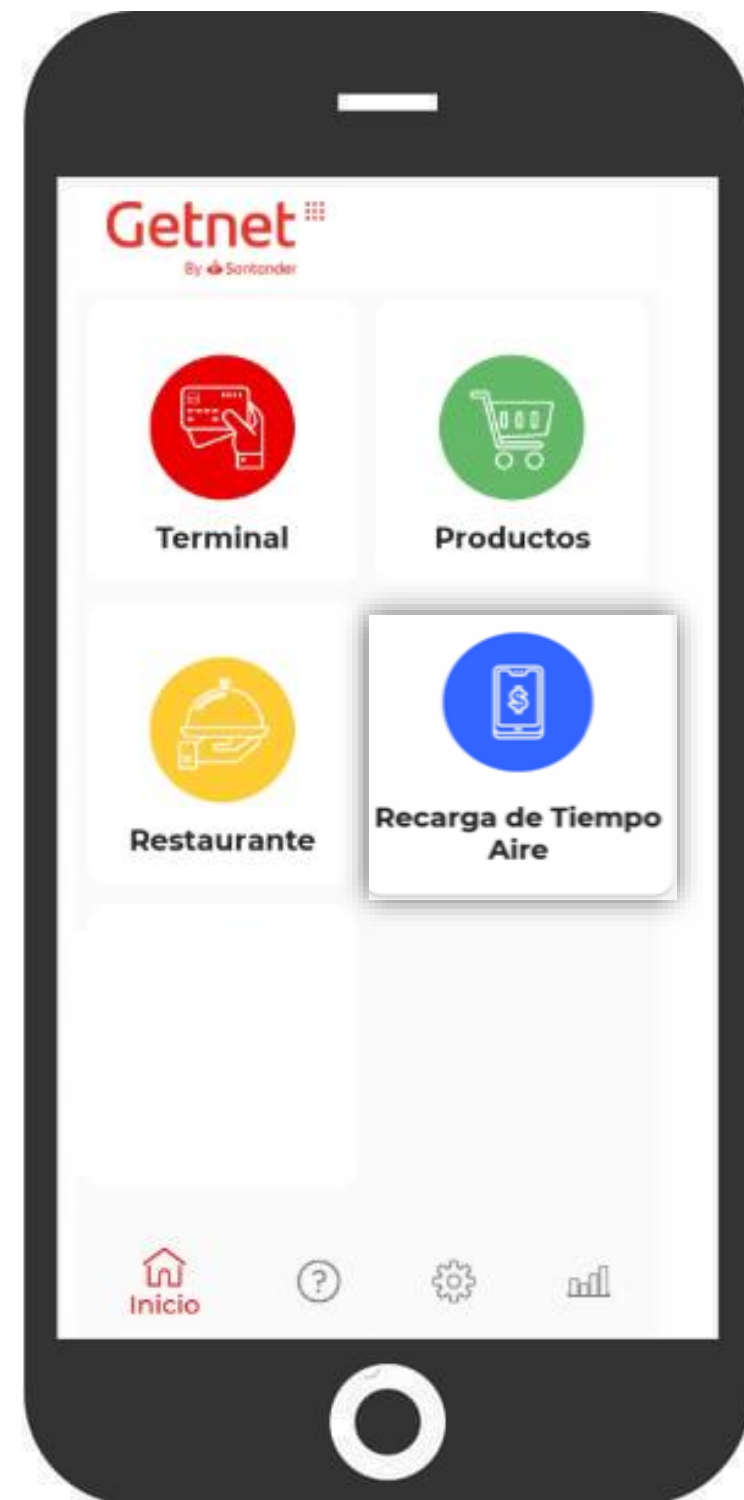 Getnet
By Santander
Terminal
Productos
Restaurante
Recarga de Tiempo
Aire
Inicio